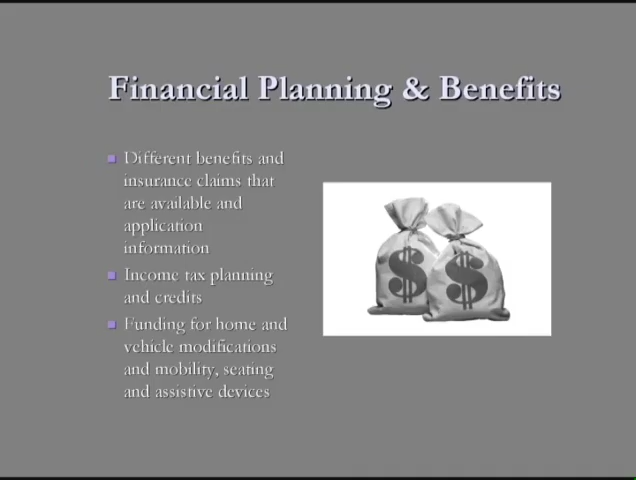 Financial Planning & Benefits
Different benefits and
insurance claims that
are available and
application
information
Income tax planning
and credits
Funding for home and
vehicle modifications
and mobility, seating
and assistive devices
$ $